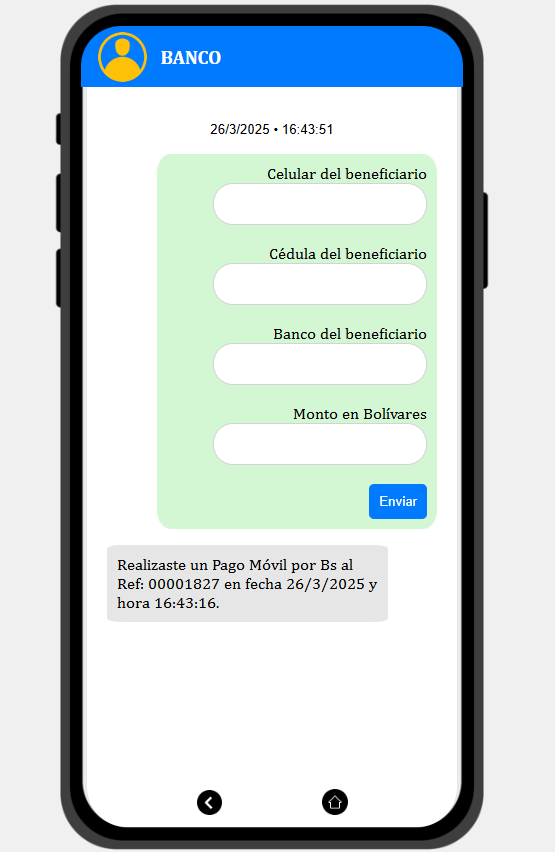 BANCO
26/3/2025 • 16:43:51
Celular del beneficiario
Cédula del beneficiario
Banco del beneficiario
Monto en Bolívares
Enviar
Realizaste un Pago Móvil por Bs al
Ref: 00001827 en fecha 26/3/2025 y
hora 16:43:16.